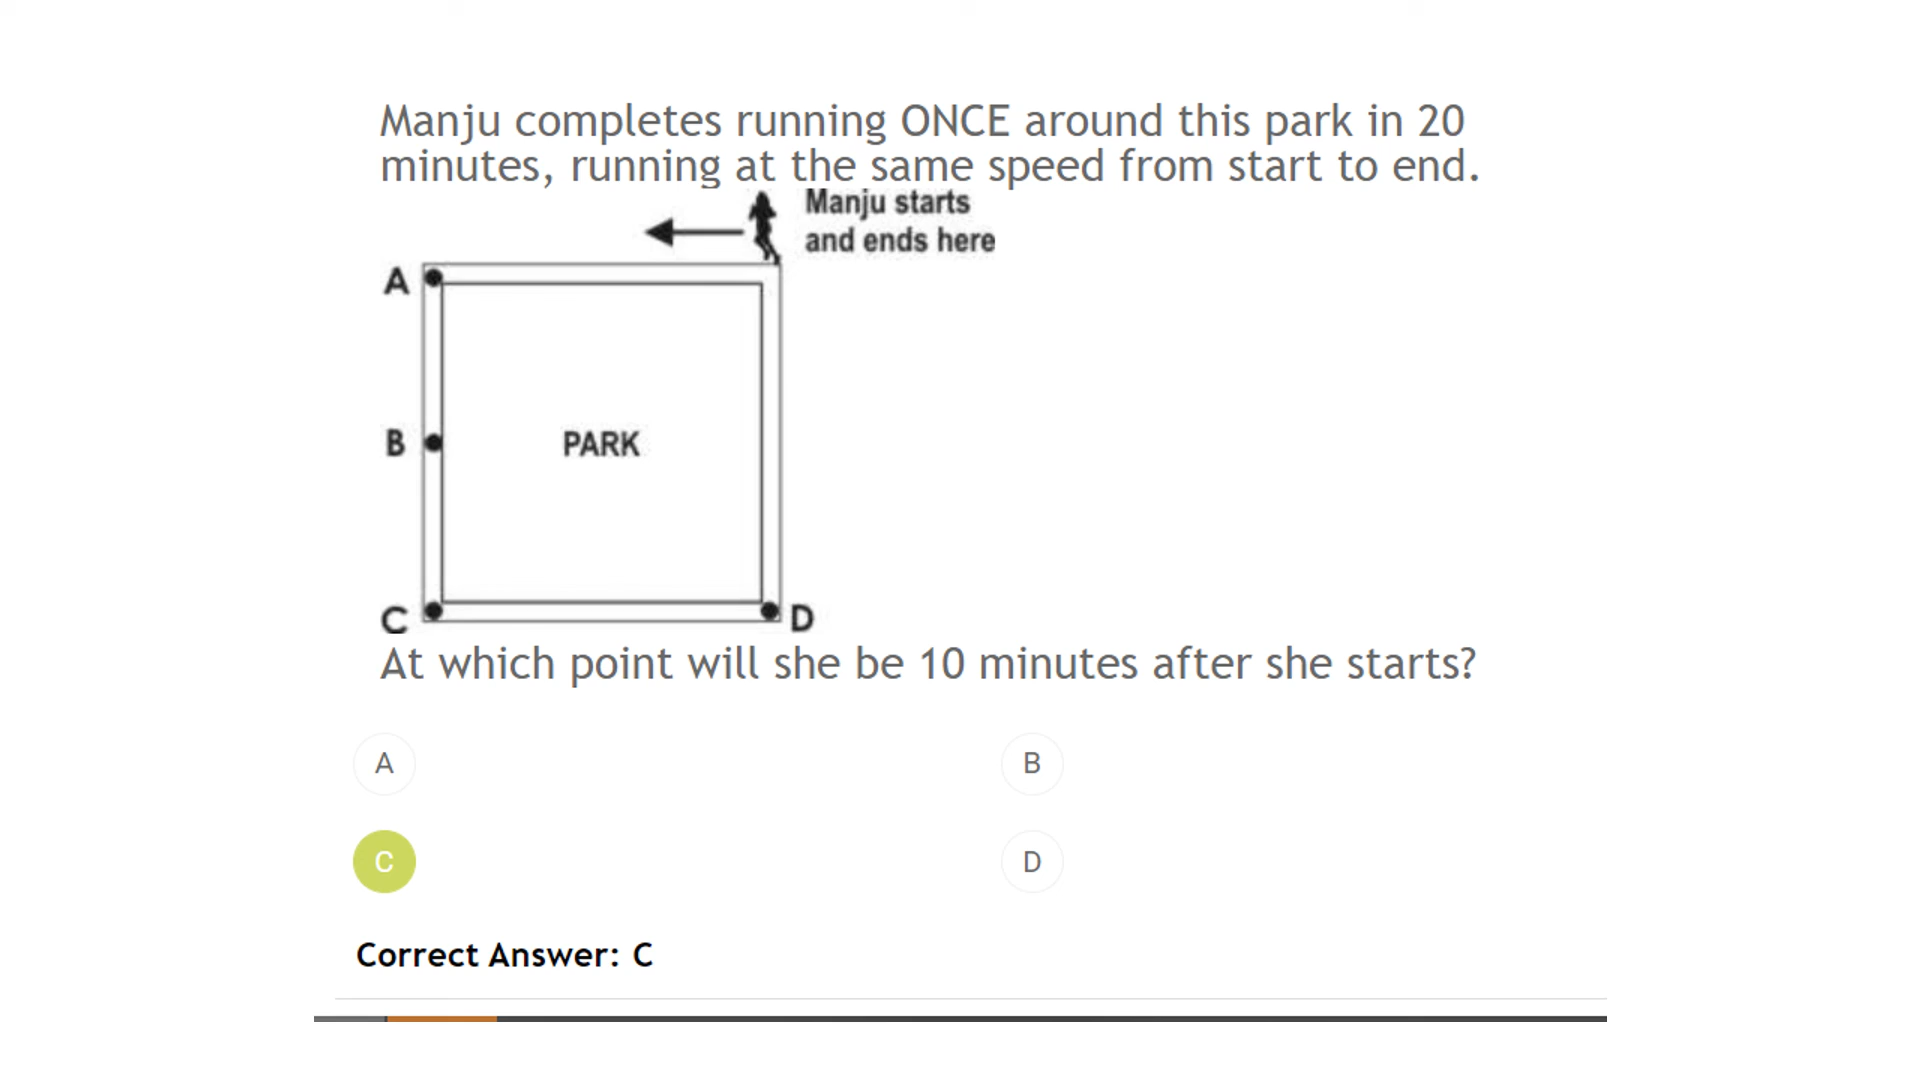 Manju completes running ONCE around this park in 20
minutes, running at the same speed from start to end.
Manju starts
and ends here
A
B
PARK
C
D
At which point will she be 10 minutes after she starts?
A
B
C
D
Correct Answer: C